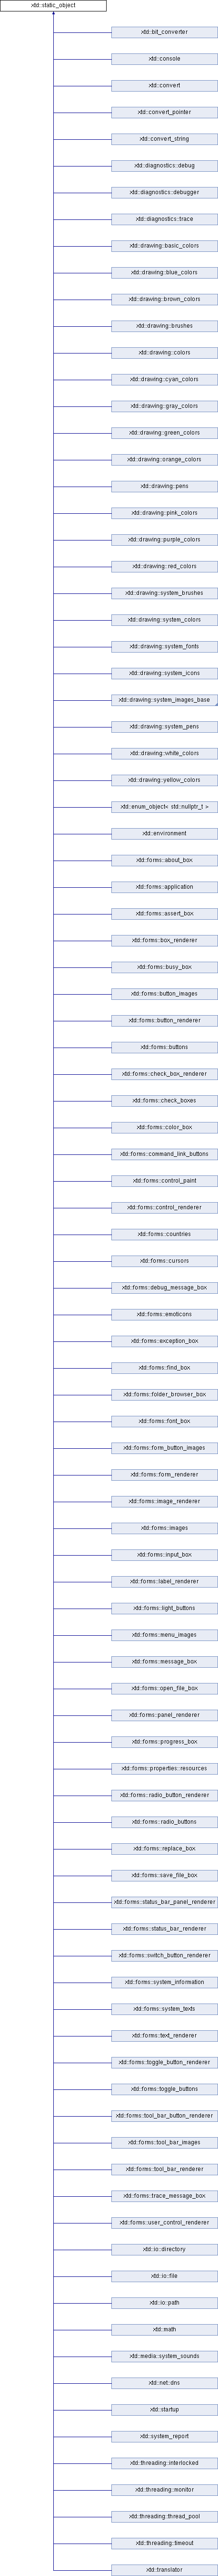 xtd::static_object
xtd::bit_converter
xtd::console
xtd::convert
xtd::convert_pointer
xtd::convert_string
xtd::diagnostics::debug
xtd::diagnostics::debugger
xtd::diagnostics::trace
xtd::drawing::basic_colors
xtd::drawing::blue_colors
xtd::drawing::brown_colors
xtd::drawing::brushes
xtd::drawing::colors
xtd::drawing::cyan_colors
xtd::drawing::gray_colors
xtd::drawing::green_colors
xtd::drawing::orange_colors
xtd::drawing::pens
xtd::drawing::pink_colors
xtd::drawing::purple_colors
xtd::drawing::red_colors
xtd::drawing::system_brushes
xtd::drawing::system_colors
xtd::drawing::system_fonts
xtd::drawing::system_icons
xtd::drawing::system_images_base
xtd::drawing::system_pens
xtd::drawing::white_colors
xtd::drawing::yellow_colors
xtd::enum_object< std::nullptr_t >
xtd::environment
xtd::forms::about_box
xtd::forms::application
xtd::forms::assert_box
xtd::forms::box_renderer
xtd::forms::busy_box
xtd::forms::button_images
xtd::forms::button_renderer
xtd::forms::buttons
xtd::forms::check_box_renderer
xtd::forms::check_boxes
xtd::forms::color_box
xtd::forms::command_link_buttons
xtd::forms::control_paint
xtd::forms::control_renderer
xtd::forms::countries
xtd::forms::cursors
xtd::forms::debug_message_box
xtd::forms::emoticons
xtd::forms::exception_box
xtd::forms::find_box
xtd::forms::folder_browser_box
xtd::forms::font_box
xtd::forms::form_button_images
xtd::forms::form_renderer
xtd::forms::image_renderer
xtd::forms::images
xtd::forms::input_box
xtd::forms::label_renderer
xtd::forms::light_buttons
xtd::forms::menu_images
xtd::forms::message_box
xtd::forms::open_file_box
xtd::forms::panel_renderer
xtd::forms::progress_box
xtd::forms::properties::resources
xtd::forms::radio_button_renderer
xtd::forms::radio_buttons
xtd::forms::replace_box
xtd::forms::save_file_box
xtd::forms::status_bar_panel_renderer
xtd::forms::status_bar_renderer
xtd::forms::switch_button_renderer
xtd::forms::system_information
xtd::forms::system_texts
xtd::forms::text_renderer
xtd::forms::toggle_button_renderer
xtd::forms::toggle_buttons
xtd::forms::tool_bar_button_renderer
xtd::forms::tool_bar_images
xtd::forms::tool_bar_renderer
xtd::forms::trace_message_box
xtd::forms::user_control_renderer
xtd::io::directory
xtd::io::file
xtd::io::path
xtd::math
xtd::media::system_sounds
xtd::net::dns
xtd::startup
xtd::system_report
xtd::threading::interlocked
xtd::threading::monitor
xtd::threading::thread_pool
xtd::threading::timeout
xtd::translator